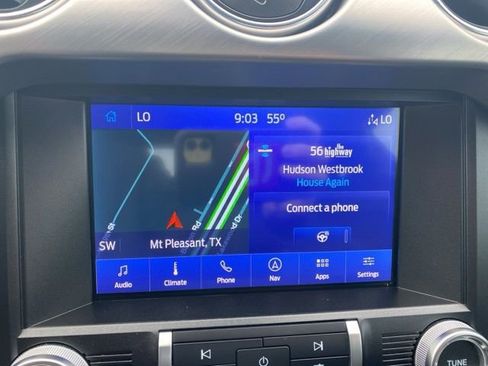 LO 9:03 55° LO
56 the highway
Hudson Westbrook
House Again
Connect a phone
SW Mt Pleasant, TX
Audio Climate Phone Nav Apps Settings
TUNE